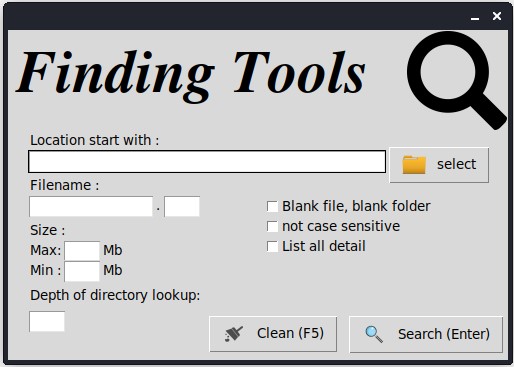 Finding Tools
Location start with :
select
Filename :
.
Blank file, blank folder
not case sensitive
List all detail
Size :
Max: Mb
Min : Mb
Depth of directory lookup:
Clean (F5)
Search (Enter)